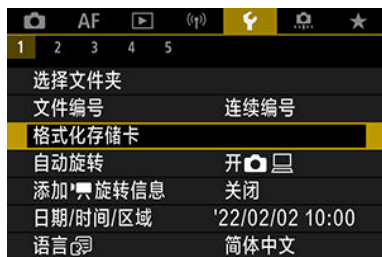 AF
1 2 3 4 5
选择文件夹
文件编号 连续编号
格式化存储卡
自动旋转 开
添加旋转信息 关闭
日期/时间/区域 '22/02/02 10:00
语言 简体中文